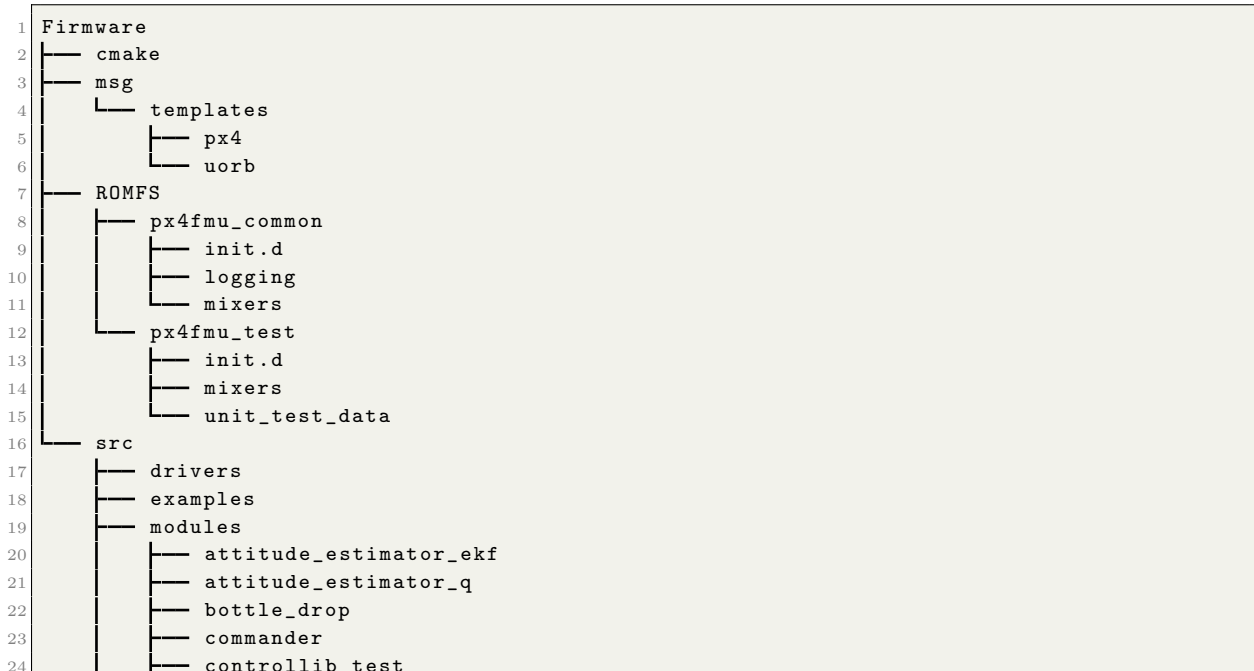 1 Firmware
2 ├── cmake
3 ├── msg
4 │   └── templates
5 │       ├── px4
6 │       └── uorb
7 ├── ROMFS
8 │   ├── px4fmu_common
9 │   │   ├── init.d
10 │   │   ├── logging
11 │   │   └── mixers
12 │   └── px4fmu_test
13 │       ├── init.d
14 │       ├── mixers
15 │       └── unit_test_data
16 └── src
17     ├── drivers
18     ├── examples
19     ├── modules
20     │   ├── attitude_estimator_ekf
21     │   ├── attitude_estimator_q
22     │   ├── bottle_drop
23     │   ├── commander
24     │   ├── controllib_test